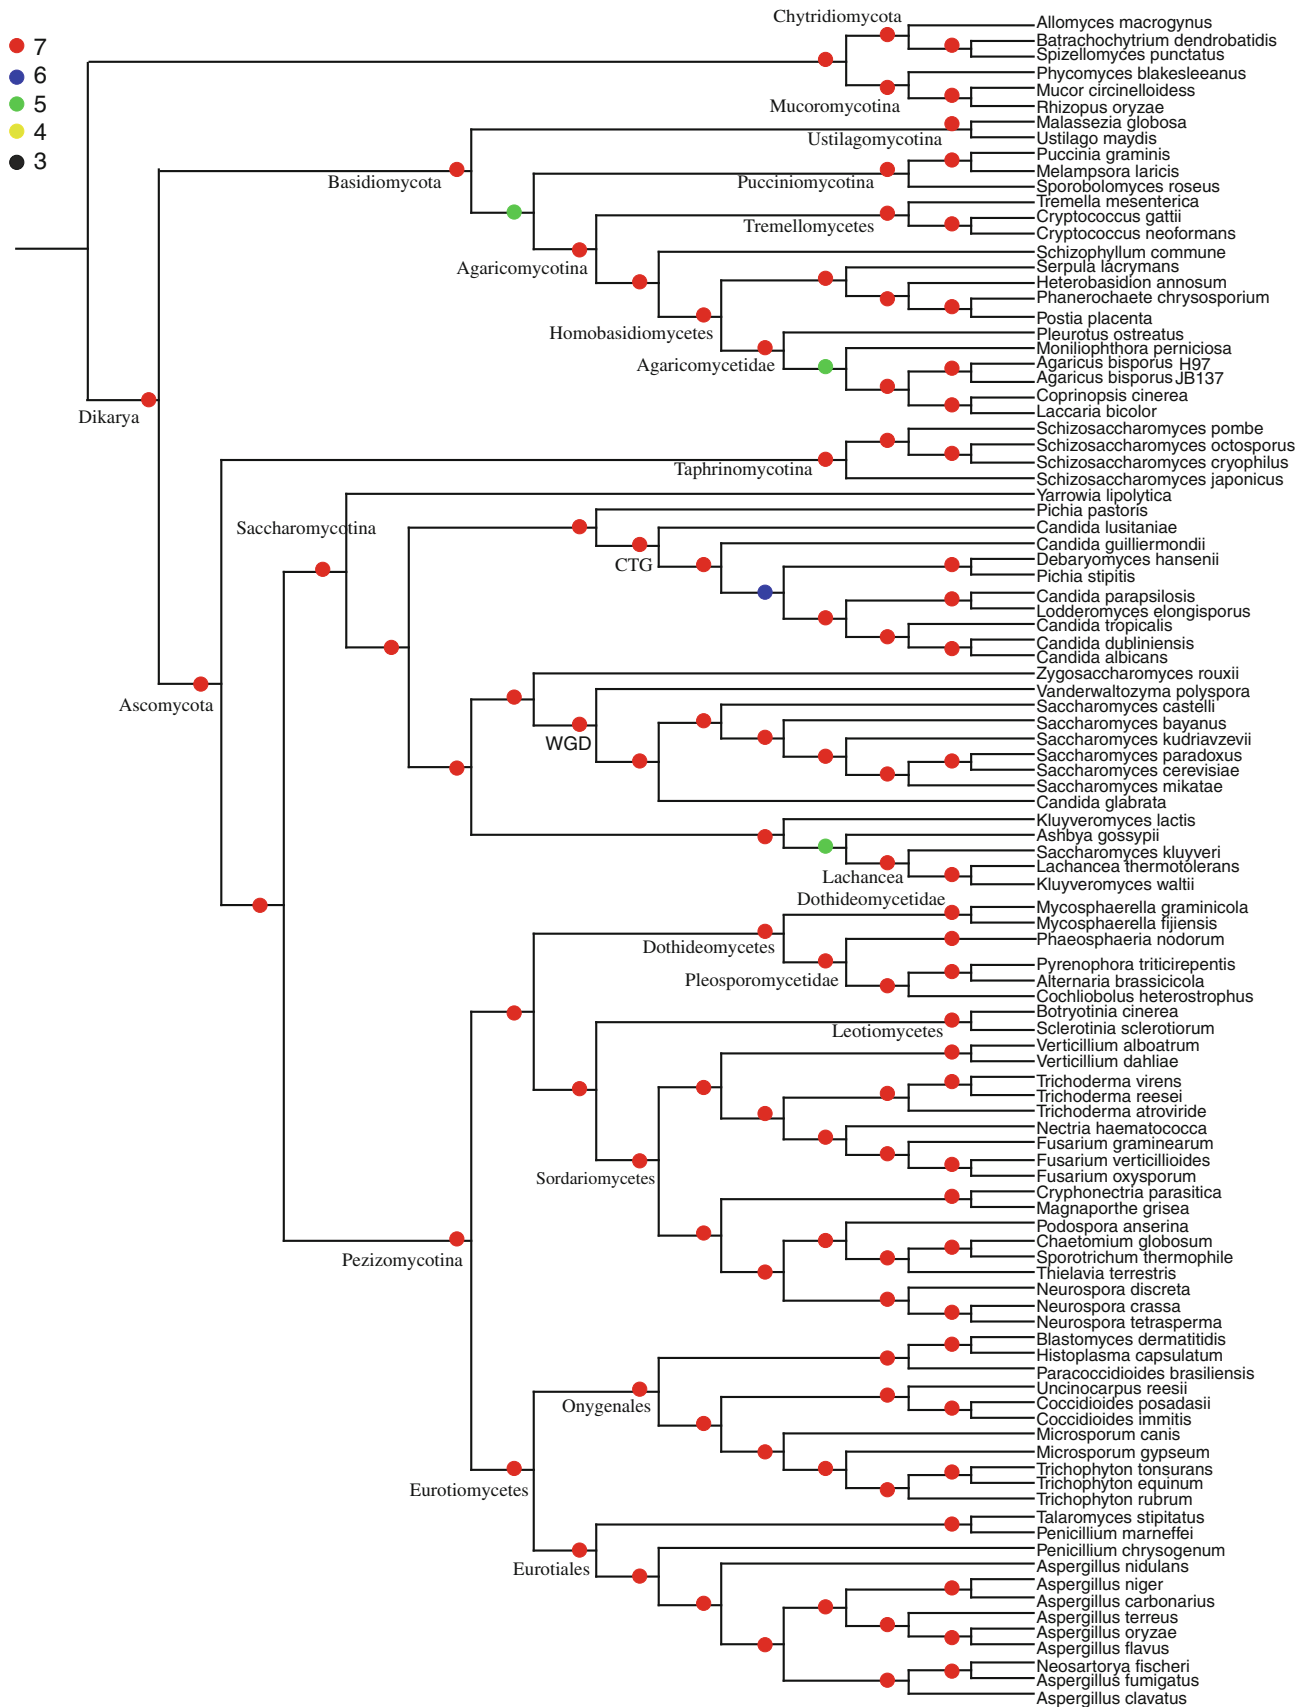 7
6
5
4
3
Chytridiomycota
Allomyces macrogynus
Batrachochytrium dendrobatidis
Spizellomyces punctatus
Phycomyces blakesleeanus
Mucor circinelloidess
Mucoromycotina
Rhizopus oryzae
Malassezia globosa
Ustilagomycotina
Ustilago maydis
Puccinia graminis
Melampsora laricis
Basidiomycota
Pucciniomycotina
Sporobolomyces roseus
Tremella mesenterica
Cryptococcus gattii
Tremellomycetes
Cryptococcus neoformans
Schizophyllum commune
Agaricomycotina
Serpula lacrymans
Heterobasidion annosum
Phanerochaete chrysosporium
Postia placenta
Homobasidiomycetes
Pleurotus ostreatus
Moniliophthora perniciosa
Agaricomycetidae
Agaricus bisporus H97
Agaricus bisporus JB137
Coprinopsis cinerea
Laccaria bicolor
Dikarya
Schizosaccharomyces pombe
Schizosaccharomyces octosporus
Taphrinomycotina
Schizosaccharomyces cryophilus
Schizosaccharomyces japonicus
Yarrowia lipolytica
Pichia pastoris
Saccharomycotina
Candida lusitaniae
Candida guilliermondii
Debaryomyces hansenii
CTG
Pichia stipitis
Candida parapsilosis
Lodderomyces elongisporus
Candida tropicalis
Candida dubliniensis
Candida albicans
Zygosaccharomyces rouxii
Vanderwaltozyma polyspora
Ascomycota
Saccharomyces castelli
Saccharomyces bayanus
Saccharomyces kudriavzevii
WGD
Saccharomyces paradoxus
Saccharomyces cerevisiae
Saccharomyces mikatae
Candida glabrata
Kluyveromyces lactis
Ashbya gossypii
Saccharomyces kluyveri
Lachancea thermotolerans
Lachancea
Kluyveromyces waltii
Dothideomycetidae
Mycosphaerella graminicola
Mycosphaerella fijiensis
Phaeosphaeria nodorum
Dothideomycetes
Pyrenophora triticirepentis
Pleosporomycetidae
Alternaria brassicicola
Cochliobolus heterostrophus
Botryotinia cinerea
Leotiomycetes
Sclerotinia sclerotiorum
Verticillium alboatrum
Verticillium dahliae
Trichoderma virens
Trichoderma reesei
Trichoderma atroviride
Nectria haematococca
Fusarium graminearum
Fusarium verticillioides
Fusarium oxysporum
Sordariomycetes
Cryphonectria parasitica
Magnaporthe grisea
Podospora anserina
Chaetomium globosum
Sporotrichum thermophile
Pezizomycotina
Thielavia terrestris
Neurospora discreta
Neurospora crassa
Neurospora tetrasperma
Blastomyces dermatitidis
Histoplasma capsulatum
Paracoccidioides brasiliensis
Uncinocarpus reesii
Onygenales
Coccidioides posadasii
Coccidioides immitis
Microsporum canis
Microsporum gypseum
Trichophyton tonsurans
Trichophyton equinum
Eurotiomycetes
Trichophyton rubrum
Talaromyces stipitatus
Penicillium marneffei
Penicillium chrysogenum
Eurotiales
Aspergillus nidulans
Aspergillus niger
Aspergillus carbonarius
Aspergillus terreus
Aspergillus oryzae
Aspergillus flavus
Neosartorya fischeri
Aspergillus fumigatus
Aspergillus clavatus